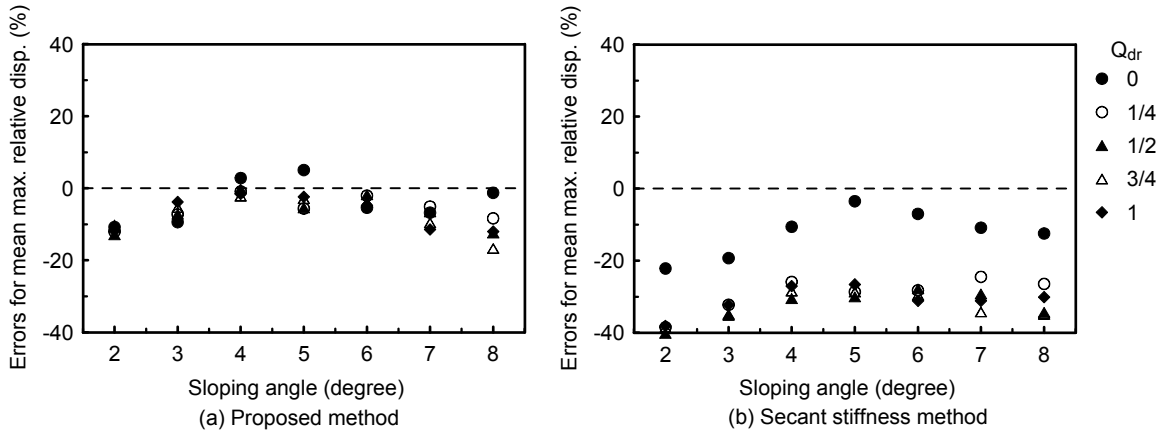 Errors for mean max. relative disp. (%)
40
20
0
-20
-40
2 3 4 5 6 7 8
Sloping angle (degree)
(a) Proposed method
Errors for mean max. relative disp. (%)
40
20
0
-20
-40
2 3 4 5 6 7 8
Sloping angle (degree)
(b) Secant stiffness method
Qdr
0
1/4
1/2
3/4
1